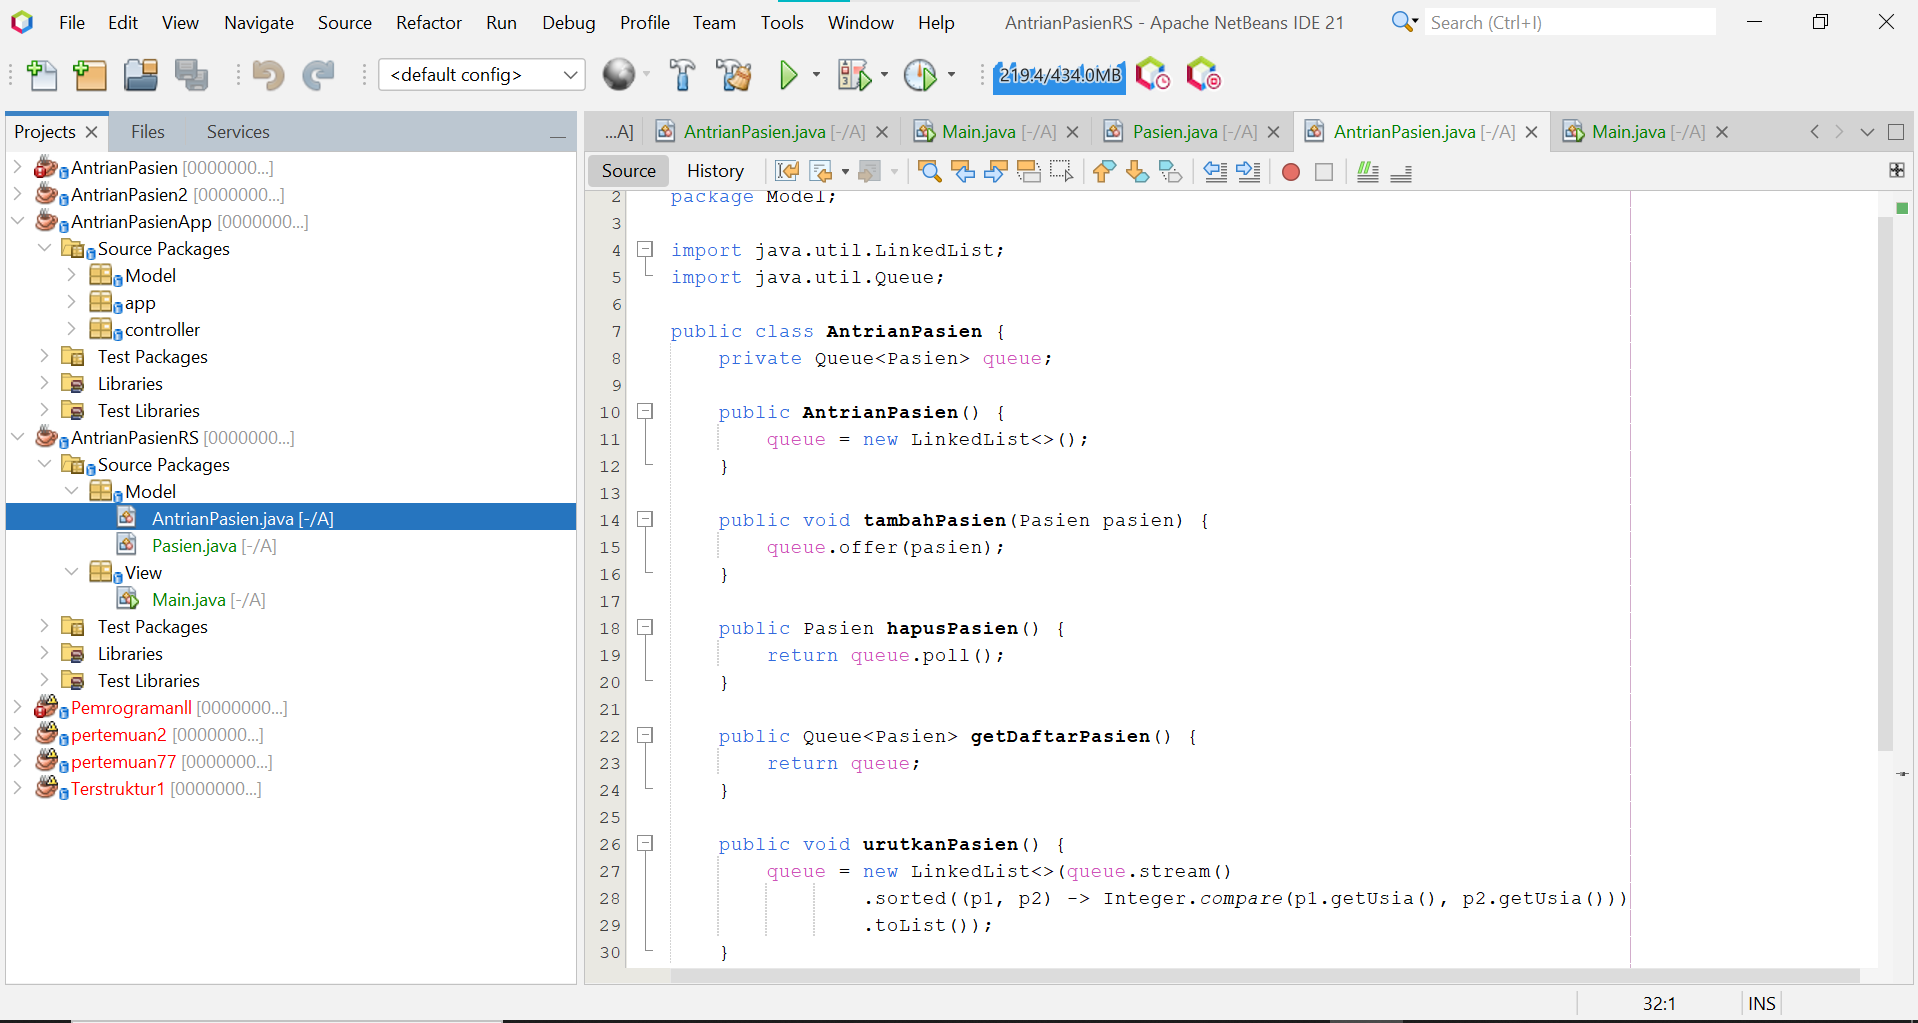 File Edit View Navigate Source Refactor Run Debug Profile Team Tools Window Help AntrianPasienRS - Apache NetBeans IDE 21 Search (Ctrl+I)
<default config> 219.4/434.0MB
Projects Files Services
AntrianPasien [0000000...]
AntrianPasien2 [0000000...]
AntrianPasienApp [0000000...]
Source Packages
Model
app
controller
Test Packages
Libraries
Test Libraries
AntrianPasienRS [0000000...]
Source Packages
Model
AntrianPasien.java [-/A]
Pasien.java [-/A]
View
Main.java [-/A]
Test Packages
Libraries
Test Libraries
PemrogramanII [0000000...]
pertemuan2 [0000000...]
pertemuan77 [0000000...]
Terstruktur1 [0000000...]
...A] AntrianPasien.java [-/A] Main.java [-/A] Pasien.java [-/A] AntrianPasien.java [-/A] Main.java [-/A]
Source History
2 package Model;
3
4 import java.util.LinkedList;
5 import java.util.Queue;
6
7 public class AntrianPasien {
8 private Queue<Pasien> queue;
9
10 public AntrianPasien() {
11 queue = new LinkedList<>();
12 }
13
14 public void tambahPasien(Pasien pasien) {
15 queue.offer(pasien);
16 }
17
18 public Pasien hapusPasien() {
19 return queue.poll();
20 }
21
22 public Queue<Pasien> getDaftarPasien() {
23 return queue;
24 }
25
26 public void urutkanPasien() {
27 queue = new LinkedList<>(queue.stream()
28 .sorted((p1, p2) -> Integer.compare(p1.getUsia(), p2.getUsia()))
29 .toList());
30 }
32:1 INS